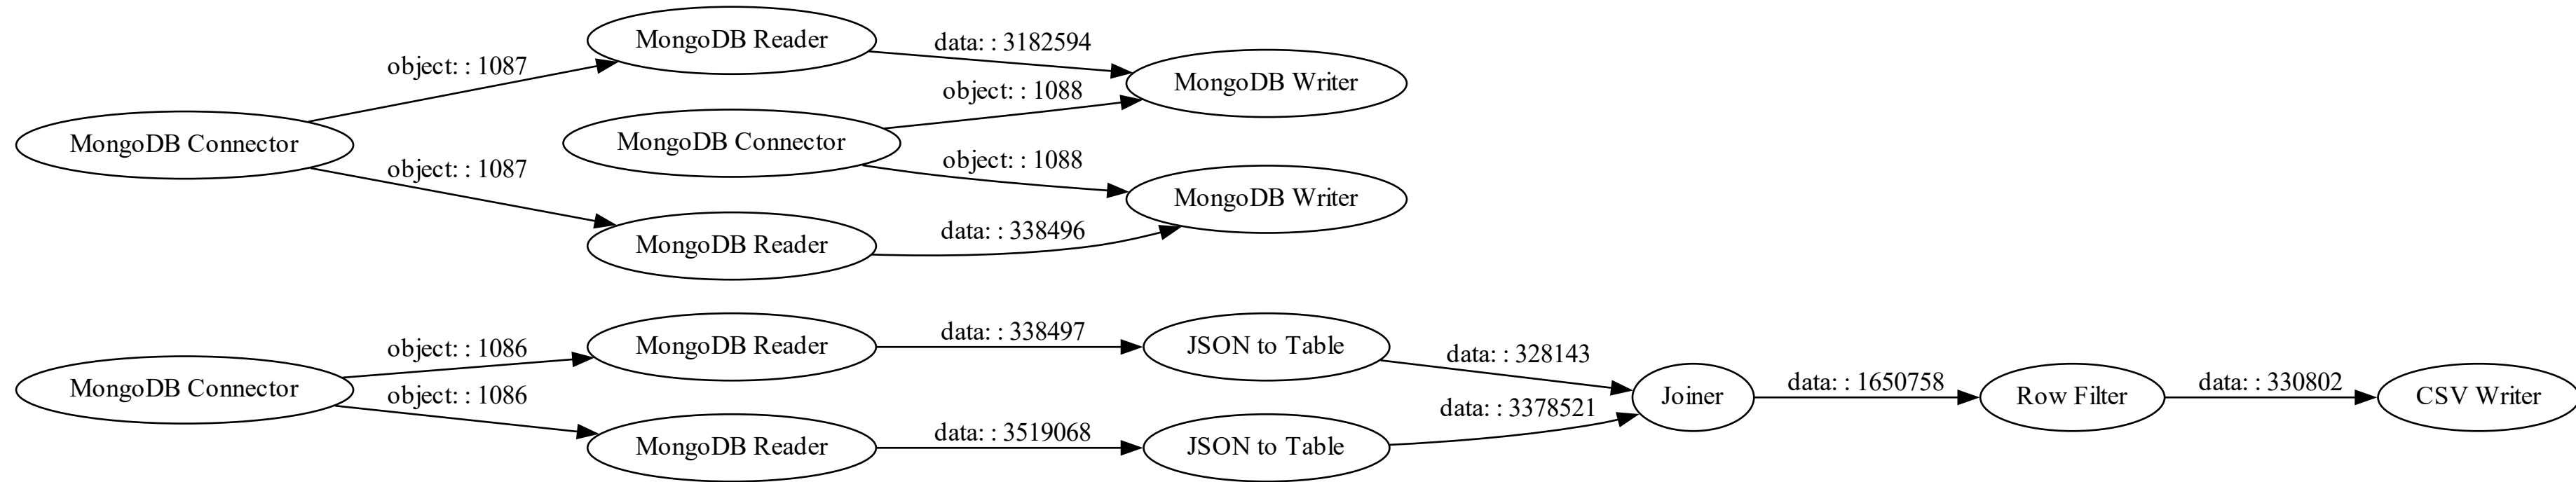 MongoDB Reader
data: : 3182594
object: : 1087
MongoDB Writer
object: : 1088
MongoDB Connector
MongoDB Connector
object: : 1088
object: : 1087
MongoDB Writer
data: : 338496
MongoDB Reader
MongoDB Reader
data: : 338497
JSON to Table
object: : 1086
data: : 328143
MongoDB Connector
object: : 1086
Joiner
data: : 1650758
Row Filter
data: : 330802
CSV Writer
data: : 3378521
MongoDB Reader
data: : 3519068
JSON to Table